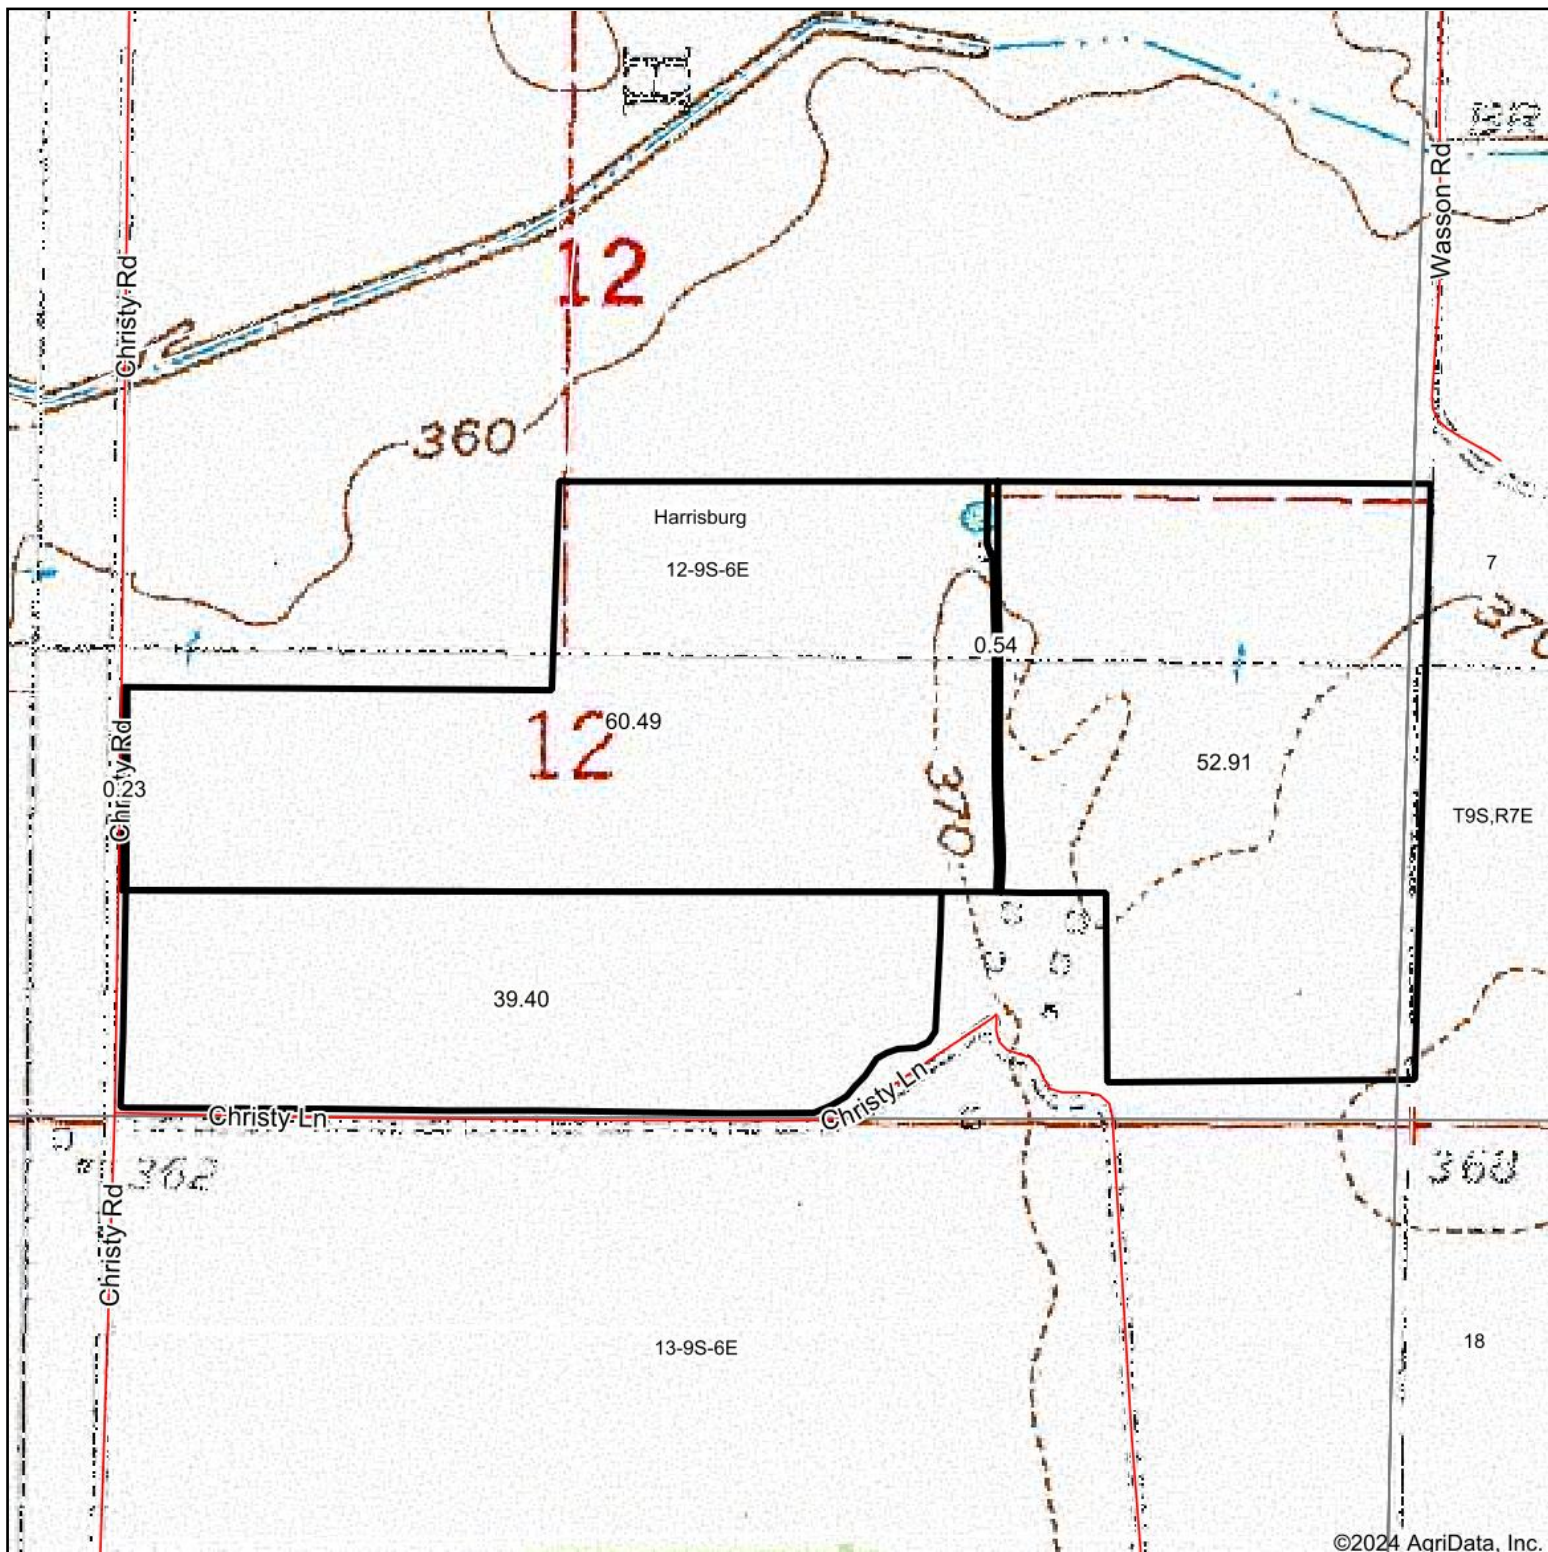 Christy Rd
12
Wasson Rd
360
Harrisburg
12-9S-6E
7
370
0.54
12
60.49
52.91
Christy Rd
0.23
370
T9S,R7E
39.40
Christy Ln
Christy Ln
362
368
Christy Rd
13-9S-6E
18
©2024 AgriData, Inc.